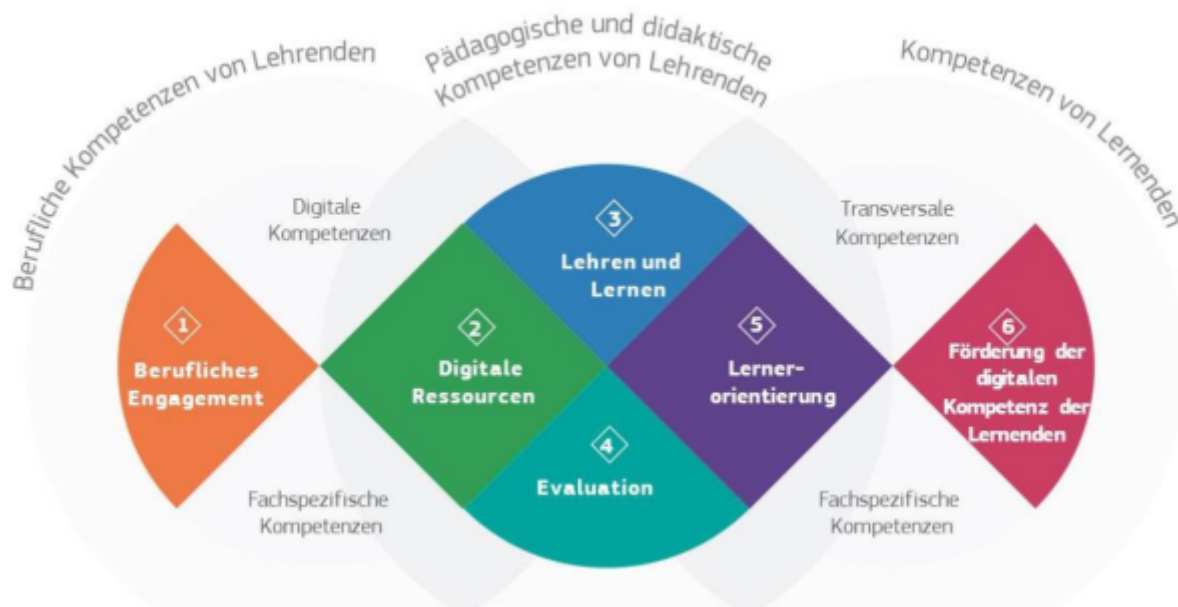 Berufliche Kompetenzen von Lehrenden
Pädagogische und didaktische
Kompetenzen von Lehrenden
Kompetenzen von Lernenden
Digitale
Kompetenzen
Transversale
Kompetenzen
1
Berufliches
Engagement
2
Digitale
Ressourcen
3
Lehren und
Lernen
4
Evaluation
5
Lerner-
orientierung
6
Förderung der
digitalen
Kompetenz der
Lernenden
Fachspezifische
Kompetenzen
Fachspezifische
Kompetenzen